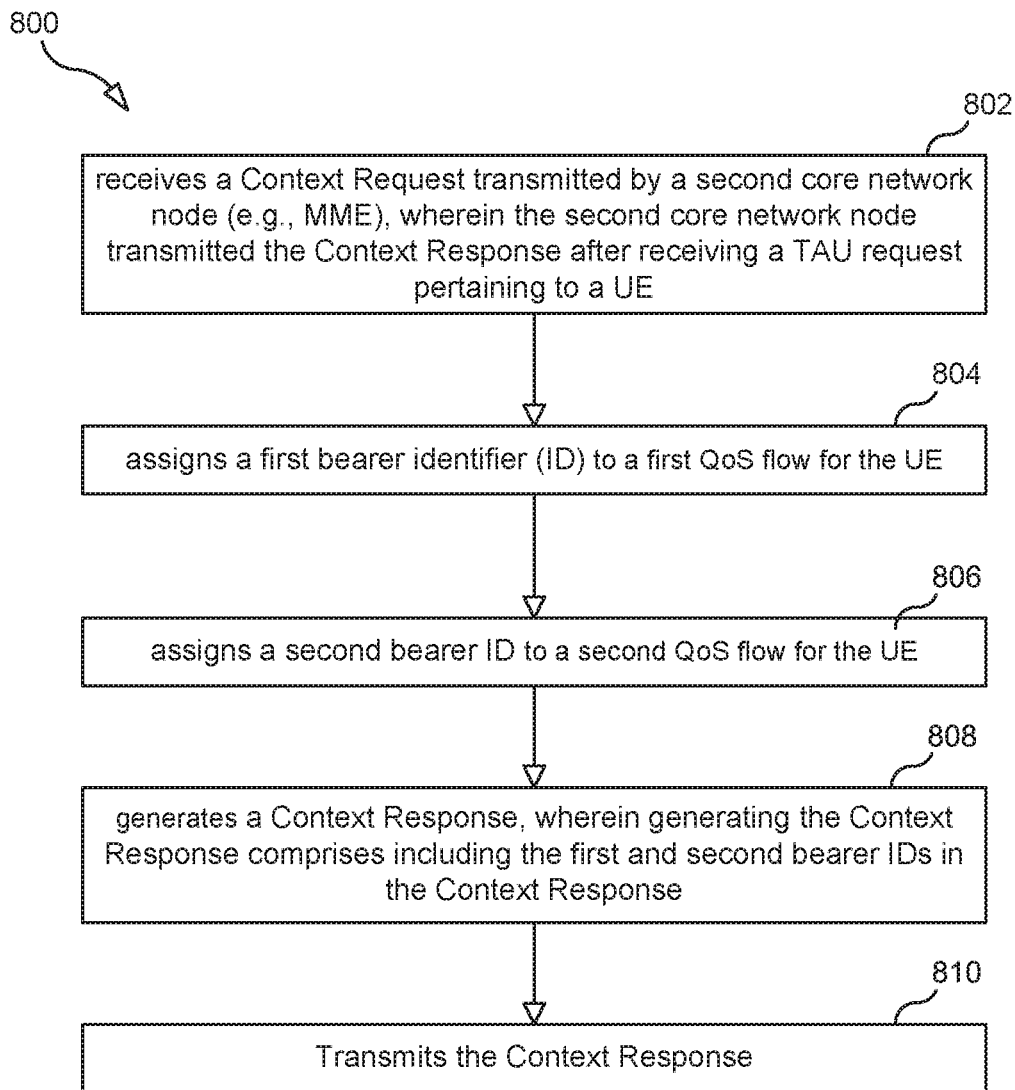 800
802
receives a Context Request transmitted by a second core network
node (e.g., MME), wherein the second core network node
transmitted the Context Response after receiving a TAU request
pertaining to a UE
804
assigns a first bearer identifier (ID) to a first QoS flow for the UE
806
assigns a second bearer ID to a second QoS flow for the UE
808
generates a Context Response, wherein generating the Context
Response comprises including the first and second bearer IDs in
the Context Response
810
Transmits the Context Response